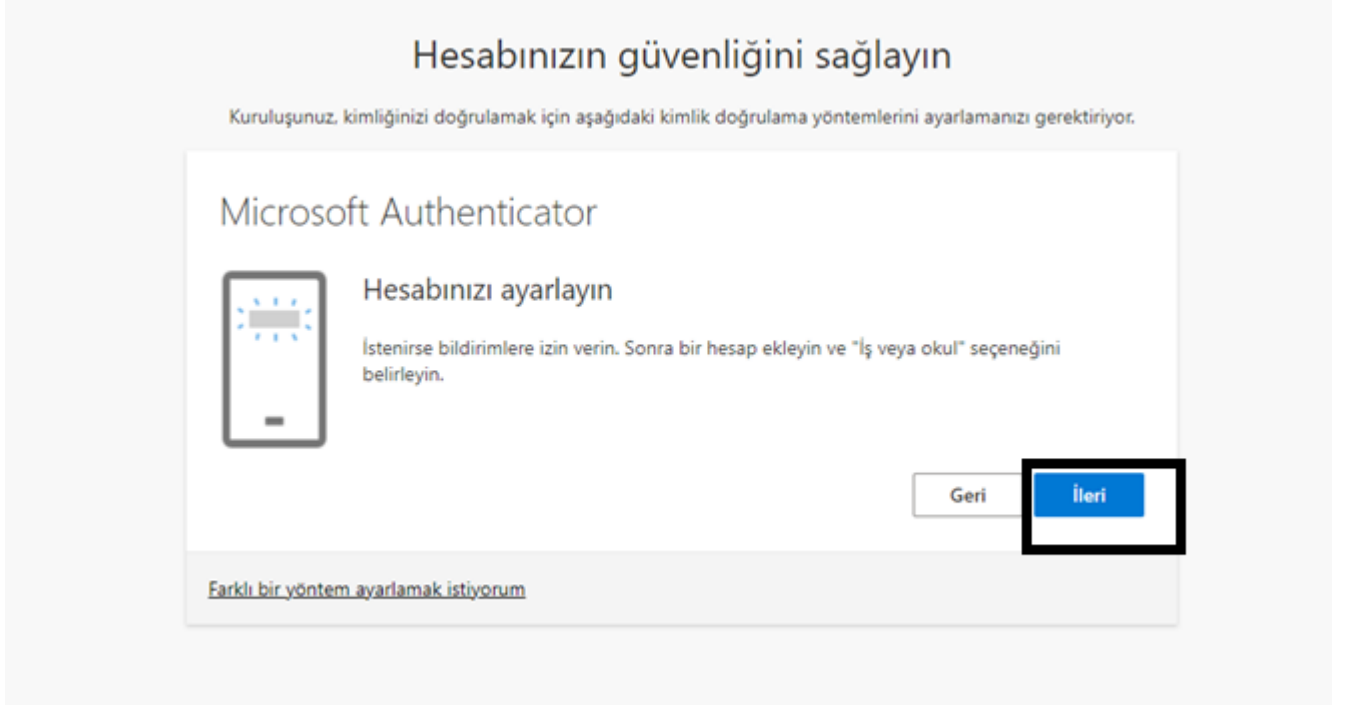 Hesabınızın güvenliğini sağlayın
Kuruluşunuz, kimliğinizi doğrulamak için aşağıdaki kimlik doğrulama yöntemlerini ayarlamanızı gerektiriyor.
Microsoft Authenticator
Hesabınızı ayarlayın
İstenirse bildirimlere izin verin. Sonra bir hesap ekleyin ve "İş veya okul" seçeneğini
belirleyin.
Geri
İleri
Farklı bir yöntem ayarlamak istiyorum